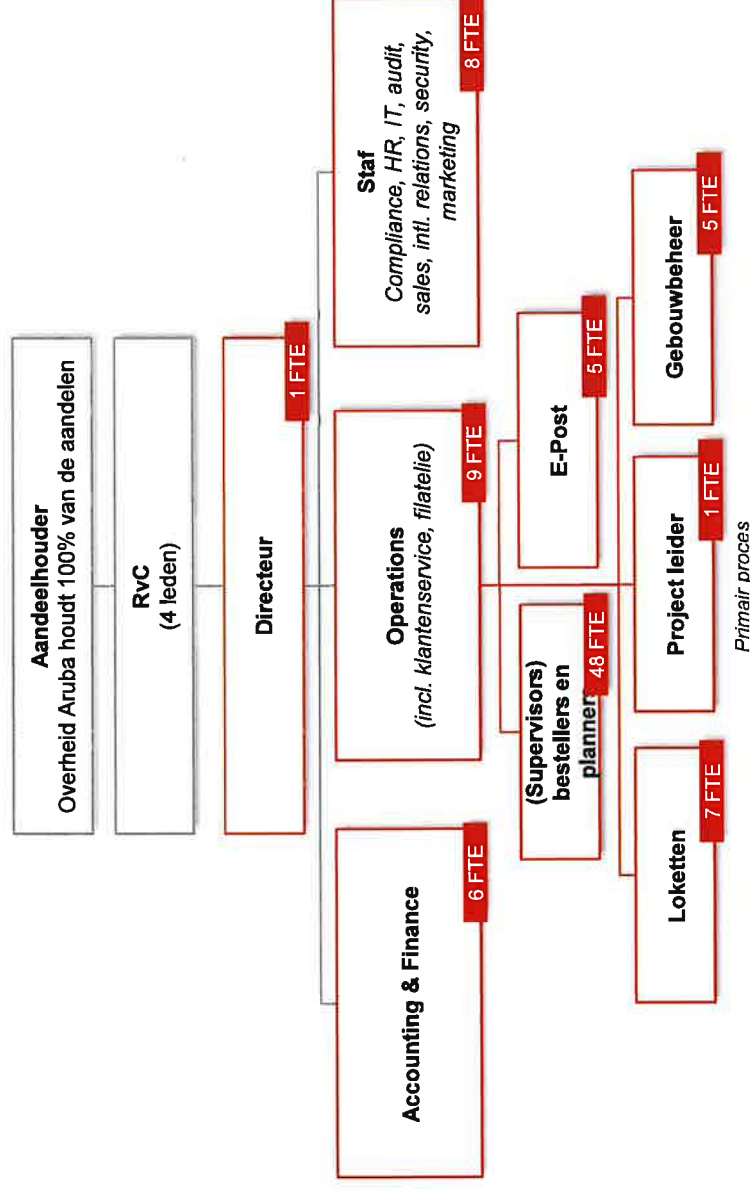 Aandeelhouder
Overheid Aruba houdt 100% van de aandelen
RvC
(4 leden)
Directeur
1 FTE
Accounting & Finance
6 FTE
Operations
(incl. klantenservice, filatelie)
9 FTE
Staf
Compliance, HR, IT, audit,
sales, intl. relations, security,
marketing
8 FTE
(Supervisors)
bestellers en
planners
48 FTE
E-Post
5 FTE
Loketten
7 FTE
Project leider
1 FTE
Gebouwbeheer
5 FTE
Primair proces